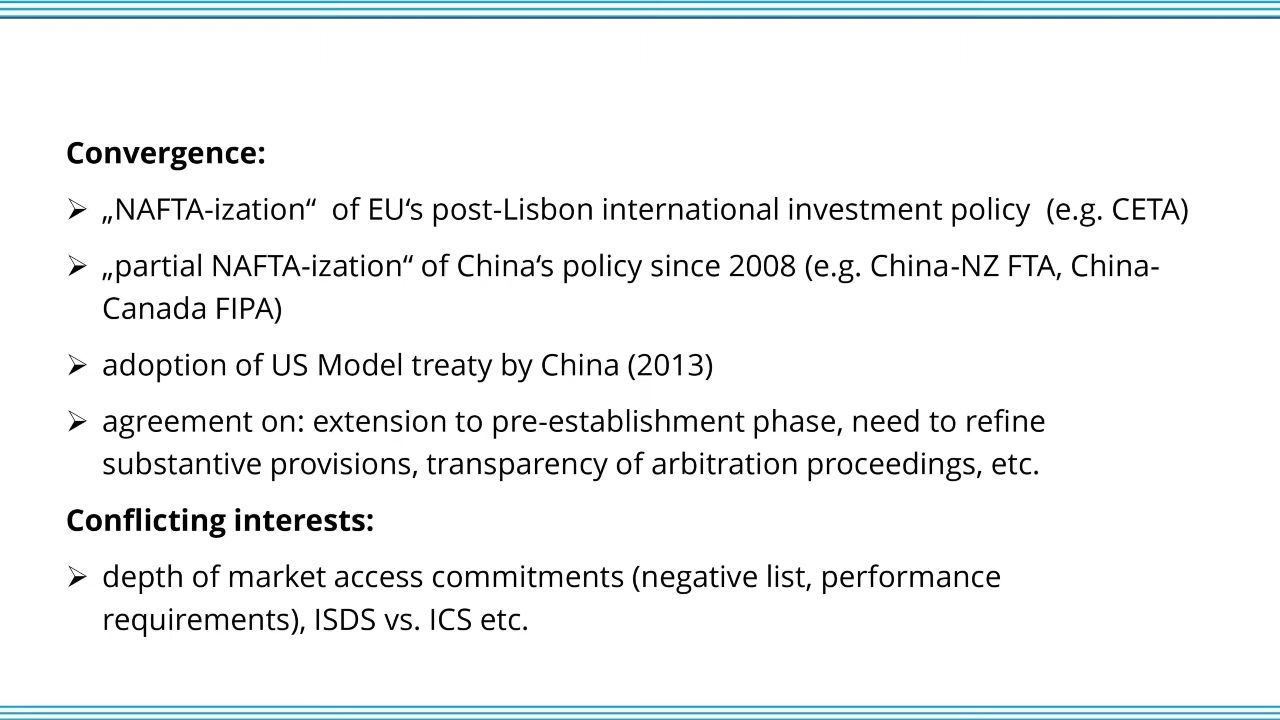 Convergence:
➢ „NAFTA-ization“  of EU‘s post-Lisbon international investment policy  (e.g. CETA)
➢ „partial NAFTA-ization“ of China‘s policy since 2008 (e.g. China-NZ FTA, China-
Canada FIPA)
➢ adoption of US Model treaty by China (2013)
➢ agreement on: extension to pre-establishment phase, need to refine
substantive provisions, transparency of arbitration proceedings, etc.
Conflicting interests:
➢ depth of market access commitments (negative list, performance
requirements), ISDS vs. ICS etc.